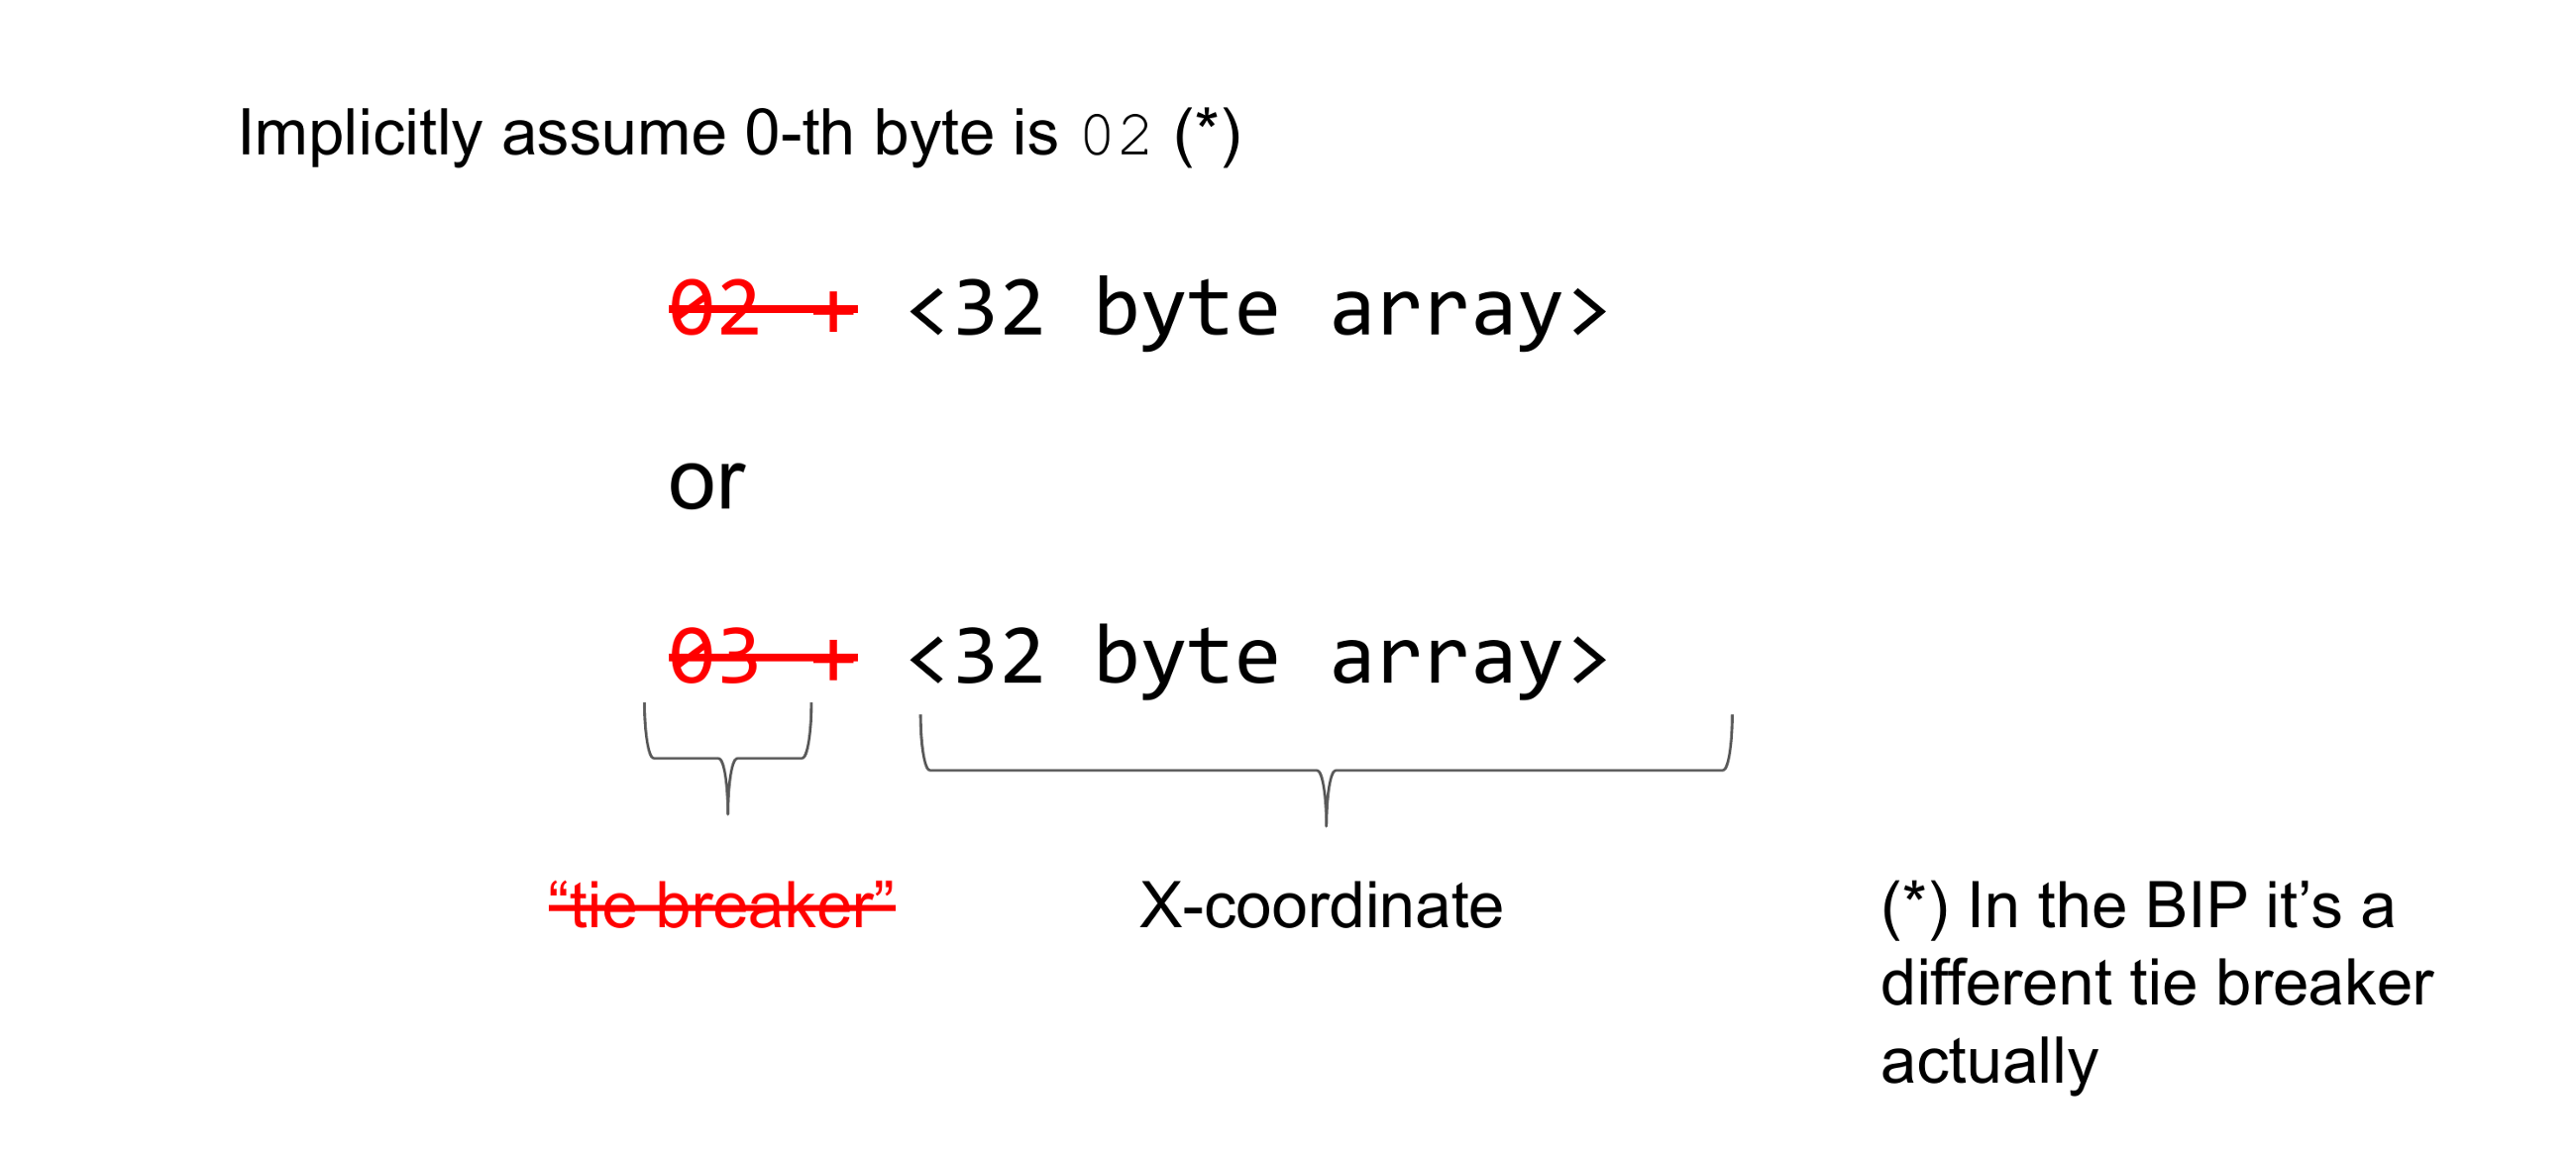 Implicitly assume 0-th byte is 02 (*)
02 + <32 byte array>
or
03 + <32 byte array>
“tie breaker”
X-coordinate
(*) In the BIP it’s a
different tie breaker
actually